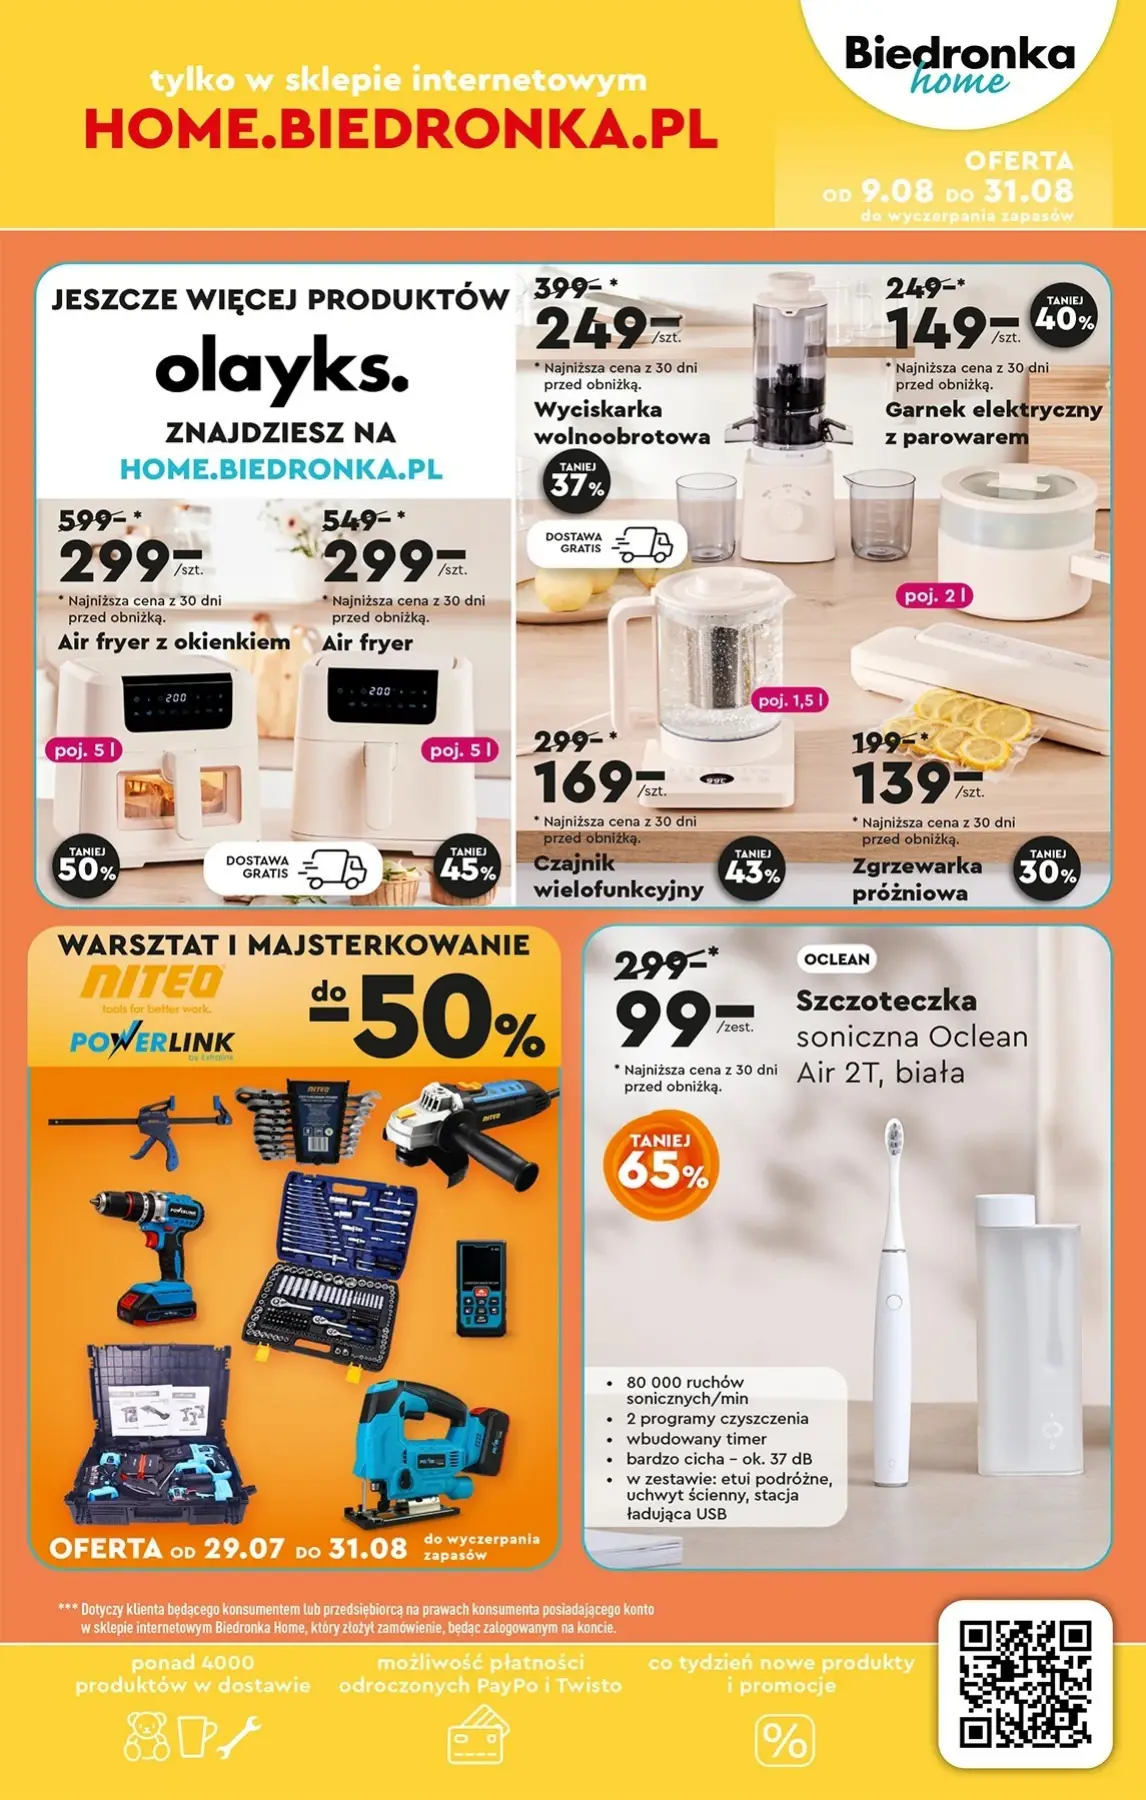 tylko w sklepie internetowym
HOME.BIEDRONKA.PL
Biedronka
home
OFERTA
OD 9.08 DO 31.08
do wyczerpania zapasów
JESZCZE WIĘCEJ PRODUKTÓW
olayks.
ZNAJDZIESZ NA
HOME.BIEDRONKA.PL
599-*
299-/szt.
* Najniższa cena z 30 dni
przed obniżką.
Air fryer z okienkiem
200
poj. 5 l
TANIEJ
50%
549-*
299-/szt.
* Najniższa cena z 30 dni
przed obniżką.
Air fryer
200
poj. 5 l
DOSTAWA
GRATIS
TANIEJ
45%
399-*
249-/szt.
* Najniższa cena z 30 dni
przed obniżką.
Wyciskarka
wolnoobrotowa
TANIEJ
37%
DOSTAWA
GRATIS
249-*
149-/szt.
TANIEJ
40%
* Najniższa cena z 30 dni
przed obniżką.
Garnek elektryczny
z parowarem
poj. 2 l
poj. 1,5 l
299-*
169-/szt.
* Najniższa cena z 30 dni
przed obniżką.
Czajnik
wielofunkcyjny
TANIEJ
43%
199-*
139-/szt.
* Najniższa cena z 30 dni
przed obniżką.
Zgrzewarka
próżniowa
TANIEJ
30%
WARSZTAT I MAJSTERKOWANIE
NITEO
tools for better work.
POWERLINK
by Extralink
do
-50%
NITEO
NITEO
POWERLINK
OFERTA OD 29.07 DO 31.08
do wyczerpania
zapasów
299-*
99-/zest.
* Najniższa cena z 30 dni
przed obniżką.
OCLEAN
Szczoteczka
soniczna Oclean
Air 2T, biała
TANIEJ
65%
• 80 000 ruchów
sonicznych/min
• 2 programy czyszczenia
• wbudowany timer
• bardzo cicha – ok. 37 dB
• w zestawie: etui podróżne,
uchwyt ścienny, stacja
ładująca USB
*** Dotyczy klienta będącego konsumentem lub przedsiębiorcą na prawach konsumenta posiadającego konto
w sklepie internetowym Biedronka Home, który złożył zamówienie, będąc zalogowanym na koncie.
ponad 4000
produktów w dostawie
możliwość płatności
odroczonych PayPo i Twisto
co tydzień nowe produkty
i promocje
%